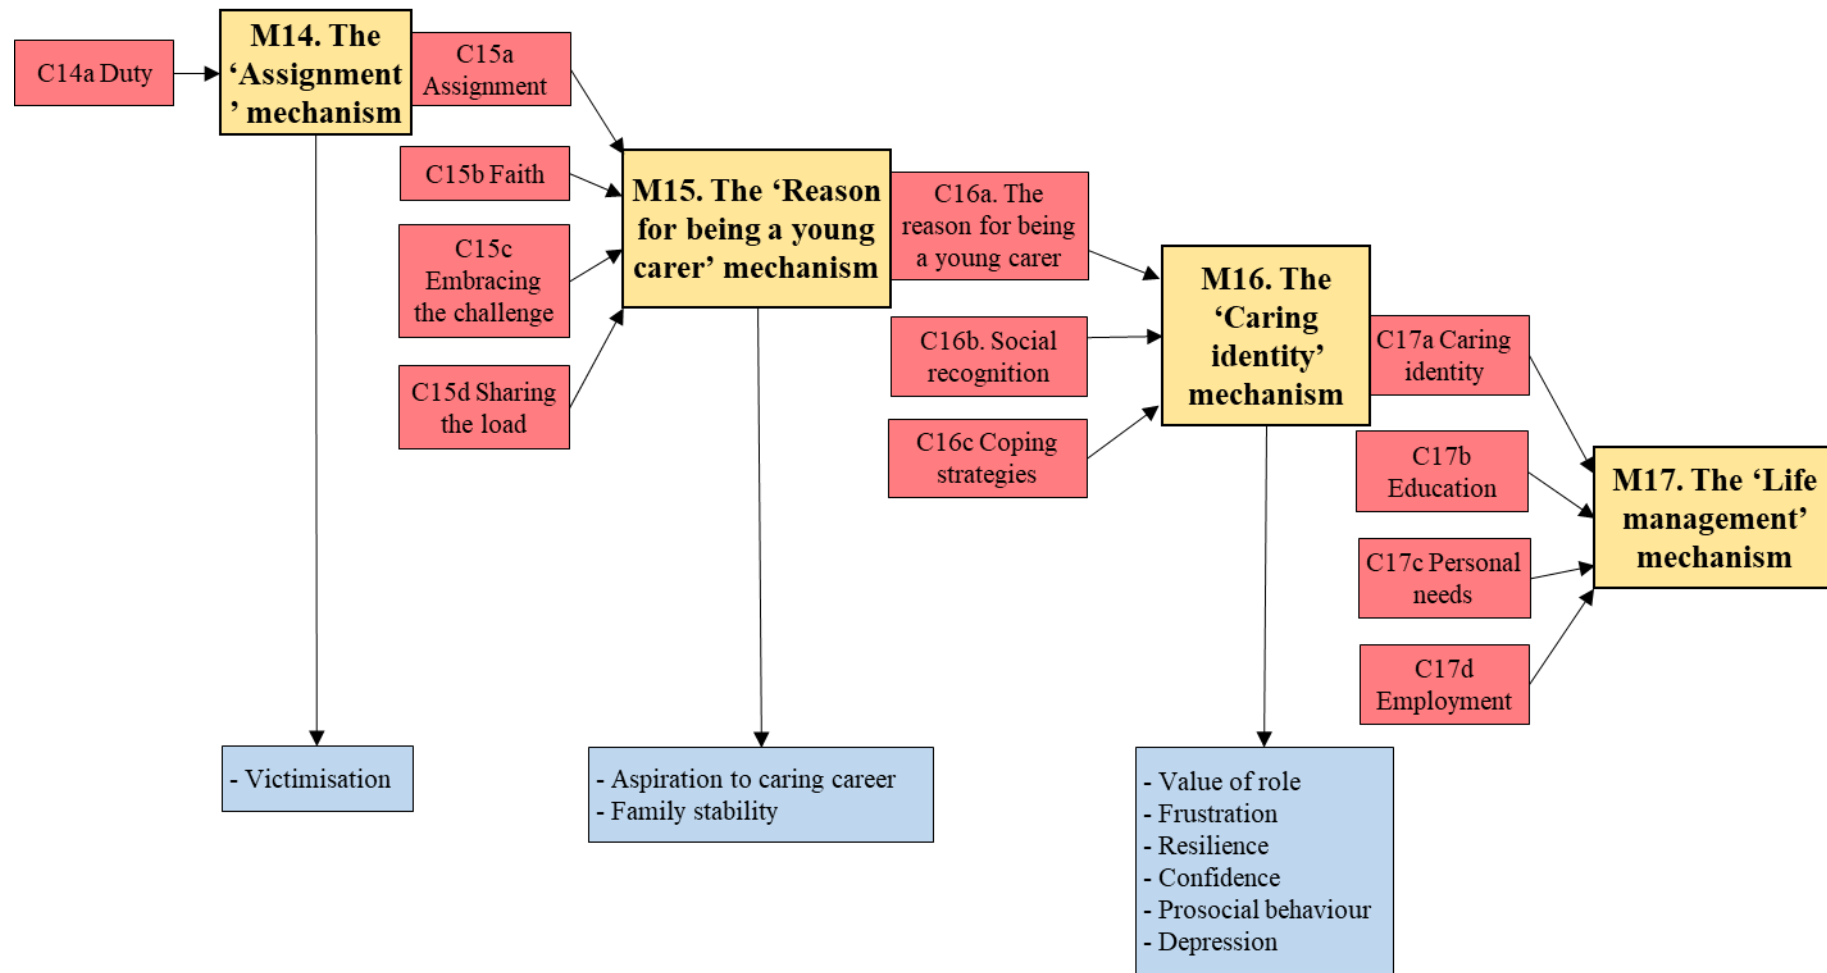 C14a Duty
M14. The
‘Assignment
’ mechanism
C15a
Assignment
C15b Faith
C15c
Embracing
the challenge
C15d Sharing
the load
M15. The ‘Reason
for being a young
carer’ mechanism
C16a. The
reason for being
a young carer
C16b. Social
recognition
C16c Coping
strategies
M16. The
‘Caring
identity’
mechanism
C17a Caring
identity
C17b
Education
C17c Personal
needs
C17d
Employment
M17. The ‘Life
management’
mechanism
- Victimisation
- Aspiration to caring career
- Family stability
- Value of role
- Frustration
- Resilience
- Confidence
- Prosocial behaviour
- Depression